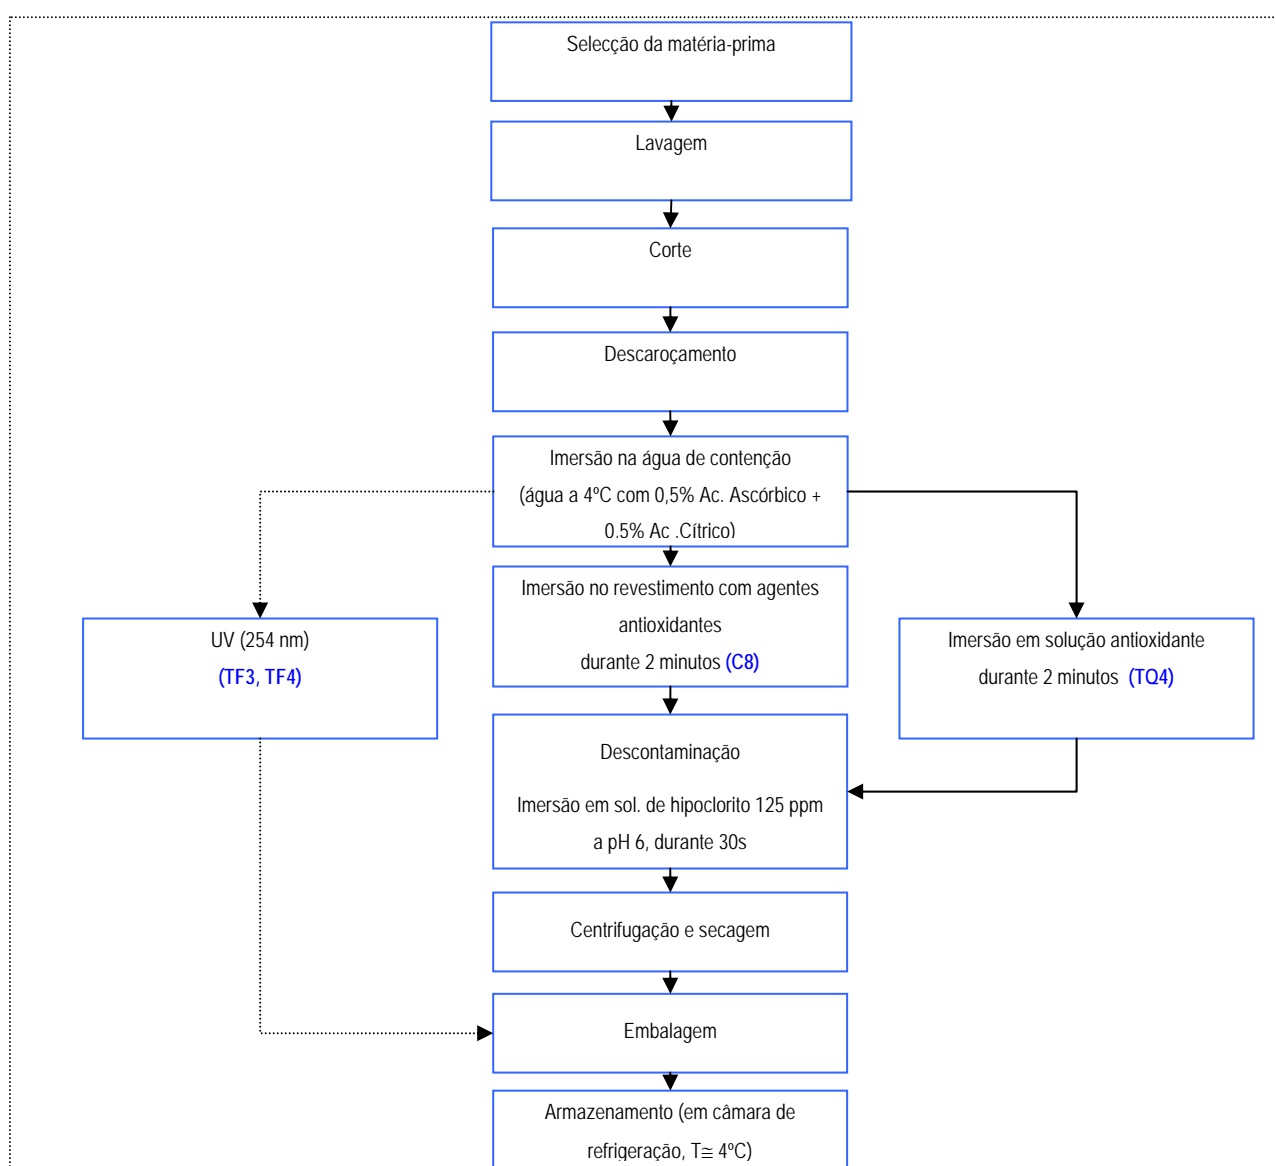 Selecção da matéria-prima
Lavagem
Corte
Descaroçamento
Imersão na água de contenção
(água a 4ºC com 0,5% Ac. Ascórbico +
0.5% Ac .Cítrico)
Imersão no revestimento com agentes
antioxidantes
durante 2 minutos (C8)
UV (254 nm)
(TF3, TF4)
Imersão em solução antioxidante
durante 2 minutos (TQ4)
Descontaminação
Imersão em sol. de hipoclorito 125 ppm
a pH 6, durante 30s
Centrifugação e secagem
Embalagem
Armazenamento (em câmara de
refrigeração, T≅ 4ºC)